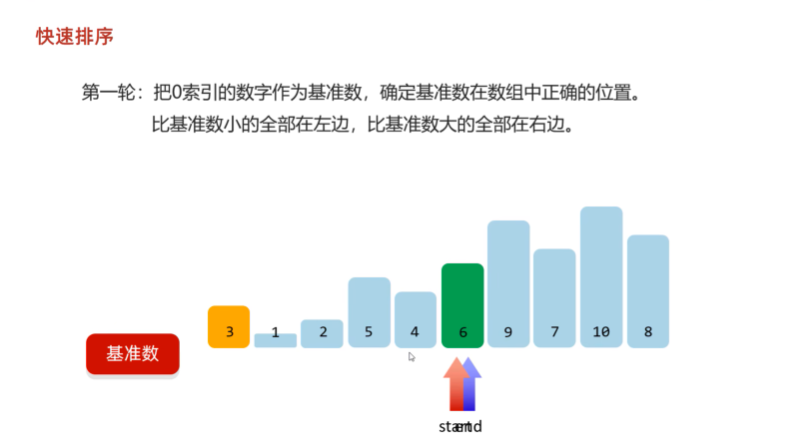 快速排序
第一轮：把0索引的数字作为基准数，确定基准数在数组中正确的位置。
比基准数小的全部在左边，比基准数大的全部在右边。
3 1 2 5 4 6 9 7 10 8
基准数
start end